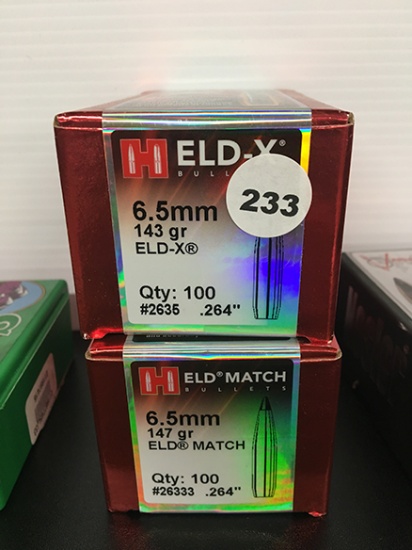 H ELD-X®
BULLETS
233
6.5mm
143 gr
ELD-X®
Qty: 100
#2635 .264"
H ELD® MATCH
BULLETS
6.5mm
147 gr
ELD® MATCH
Qty: 100
#26333 .264"